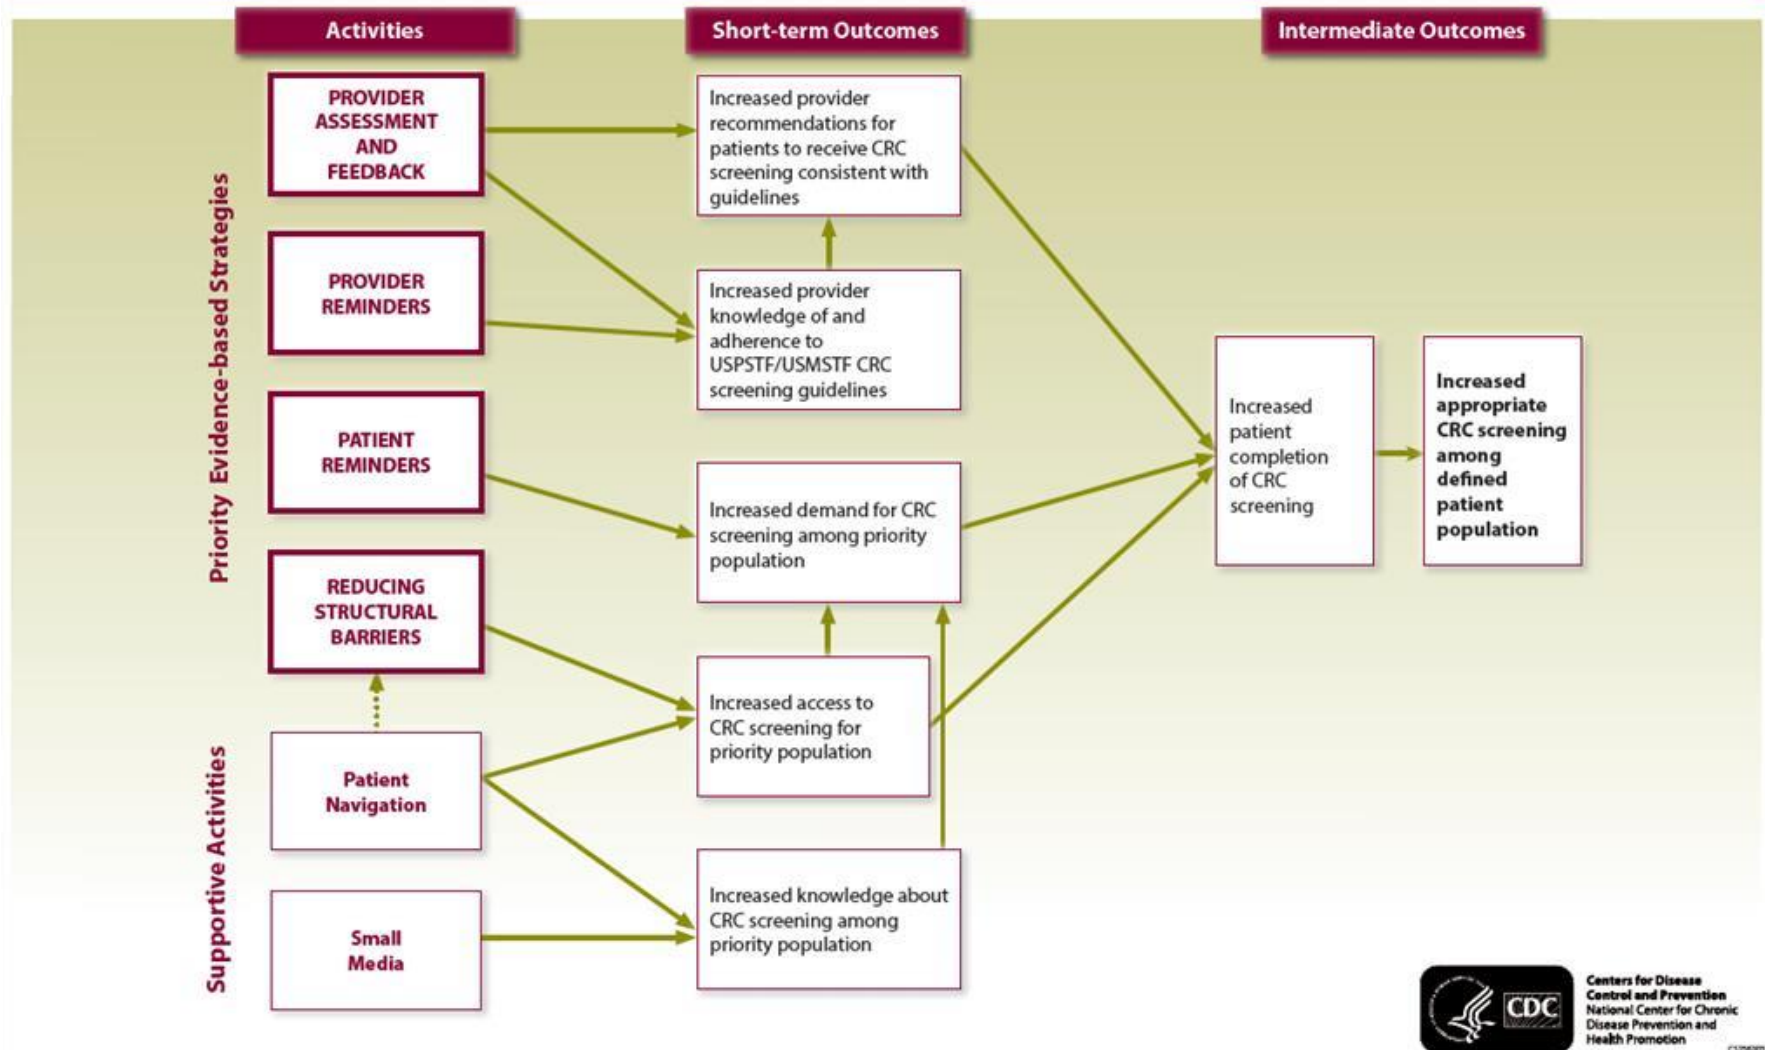 Activities
Short-term Outcomes
Intermediate Outcomes
Priority Evidence-based Strategies
PROVIDER
ASSESSMENT
AND
FEEDBACK
PROVIDER
REMINDERS
PATIENT
REMINDERS
REDUCING
STRUCTURAL
BARRIERS
Supportive Activities
Patient
Navigation
Small
Media
Increased provider
recommendations for
patients to receive CRC
screening consistent with
guidelines
Increased provider
knowledge of and
adherence to
USPSTF/USMSTF CRC
screening guidelines
Increased demand for CRC
screening among priority
population
Increased access to
CRC screening for
priority population
Increased knowledge about
CRC screening among
priority population
Increased
patient
completion
of CRC
screening
Increased
appropriate
CRC screening
among
defined
patient
population
CDC
Centers for Disease
Control and Prevention
National Center for Chronic
Disease Prevention and
Health Promotion